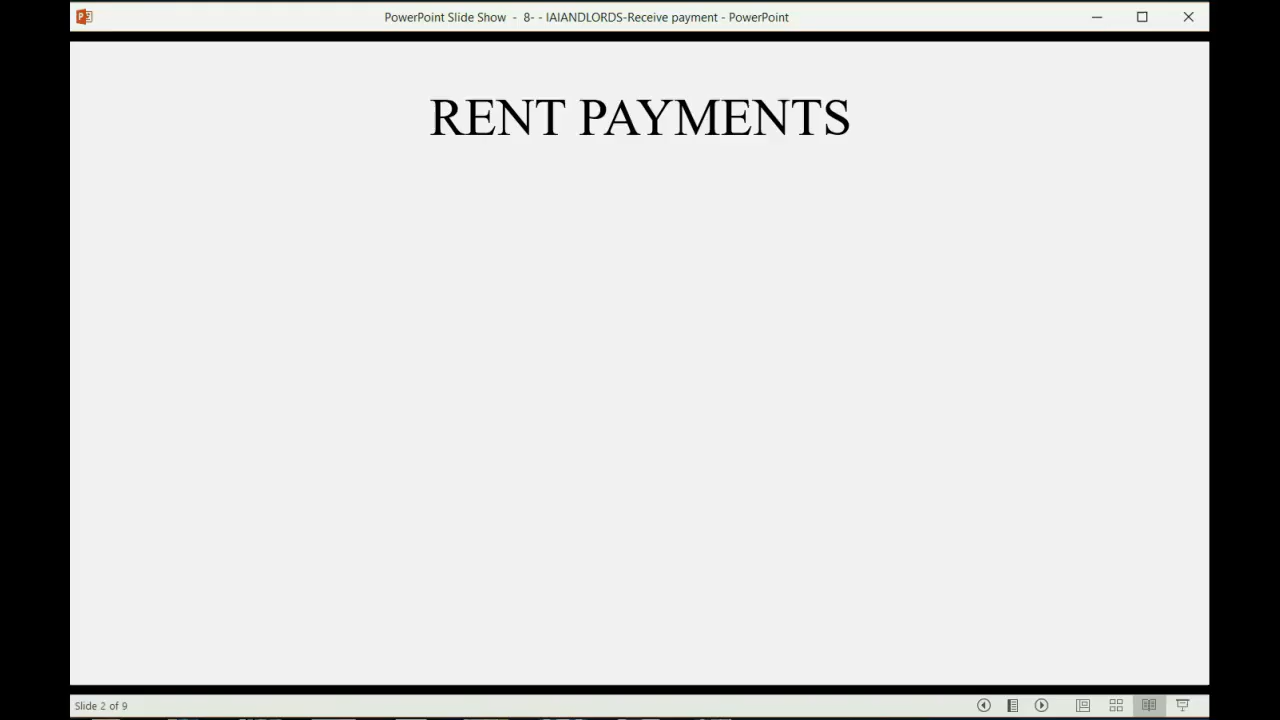 PowerPoint Slide Show - 8- - IAIANDLORDS-Receive payment - PowerPoint
RENT PAYMENTS
Slide 2 of 9